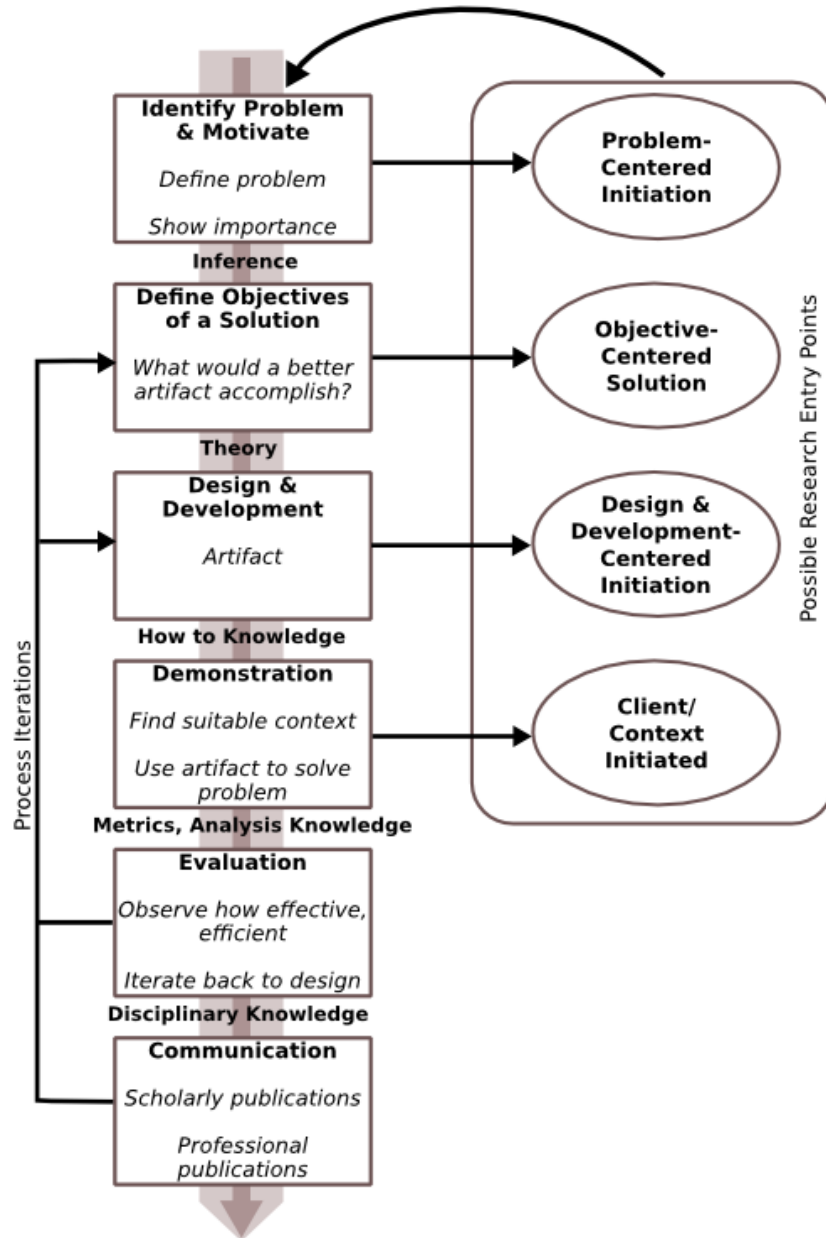 Identify Problem
& Motivate
Define problem
Show importance
Inference
Define Objectives
of a Solution
What would a better
artifact accomplish?
Theory
Design &
Development
Artifact
How to Knowledge
Demonstration
Find suitable context
Use artifact to solve
problem
Metrics, Analysis Knowledge
Evaluation
Observe how effective,
efficient
Iterate back to design
Disciplinary Knowledge
Communication
Scholarly publications
Professional
publications
Process Iterations
Problem-
Centered
Initiation
Objective-
Centered
Solution
Design &
Development-
Centered
Initiation
Client/
Context
Initiated
Possible Research Entry Points